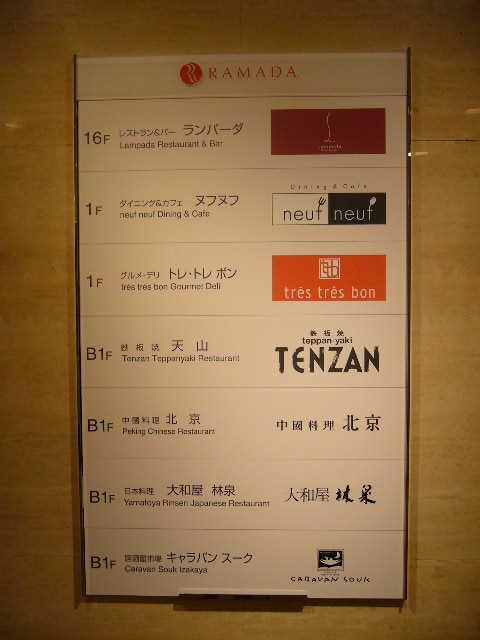 RAMADA
16F
レストラン&バー ランパーダ
Lampada Restaurant & Bar
Lampada
1F
ダイニング&カフェ ヌフヌフ
neuf neuf Dining & Cafe
Dining & Cafe
neuf neuf
1F
グルメ・デリ トレ・トレ ボン
très très bon Gourmet Deli
très très bon
B1F
鉄板焼 天山
Tenzan Teppanyaki Restaurant
鉄板焼
teppan-yaki
TENZAN
B1F
中國料理 北京
Peking Chinese Restaurant
中國料理 北京
B1F
日本料理 大和屋 林泉
Yamatoya Rinsen Japanese Restaurant
大和屋 林泉
B1F
居酒屋市場 キャラバン スーク
Caravan Souk Izakaya
CARAVAN SOUK